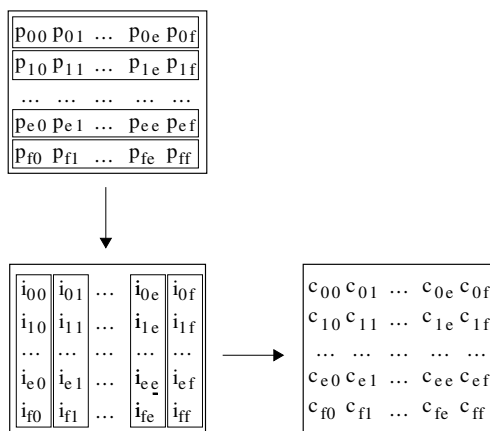 p00 p01 ... p0e p0f
p10 p11 ... p1e p1f
... ... ... ... ...
pe0 pe1 ... pee pef
pf0 pf1 ... pfe pff
i00 i01 ... i0e i0f
i10 i11 ... i1e i1f
... ... ... ... ...
ie0 ie1 ... iee ief
if0 if1 ... ife iff
c00 c01 ... c0e c0f
c10 c11 ... c1e c1f
... ... ... ... ...
ce0 ce1 ... cee cef
cf0 cf1 ... cfe cff